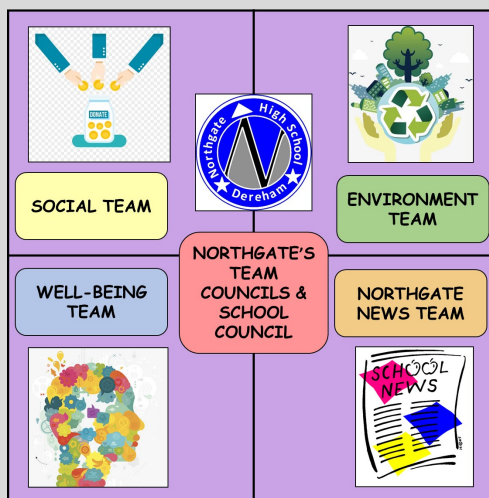 DONATE
Northgate High School
Dereham
SOCIAL TEAM
ENVIRONMENT
TEAM
NORTHGATE'S
TEAM
COUNCILS &
SCHOOL
COUNCIL
WELL-BEING
TEAM
NORTHGATE
NEWS TEAM
SCHOOL
NEWS